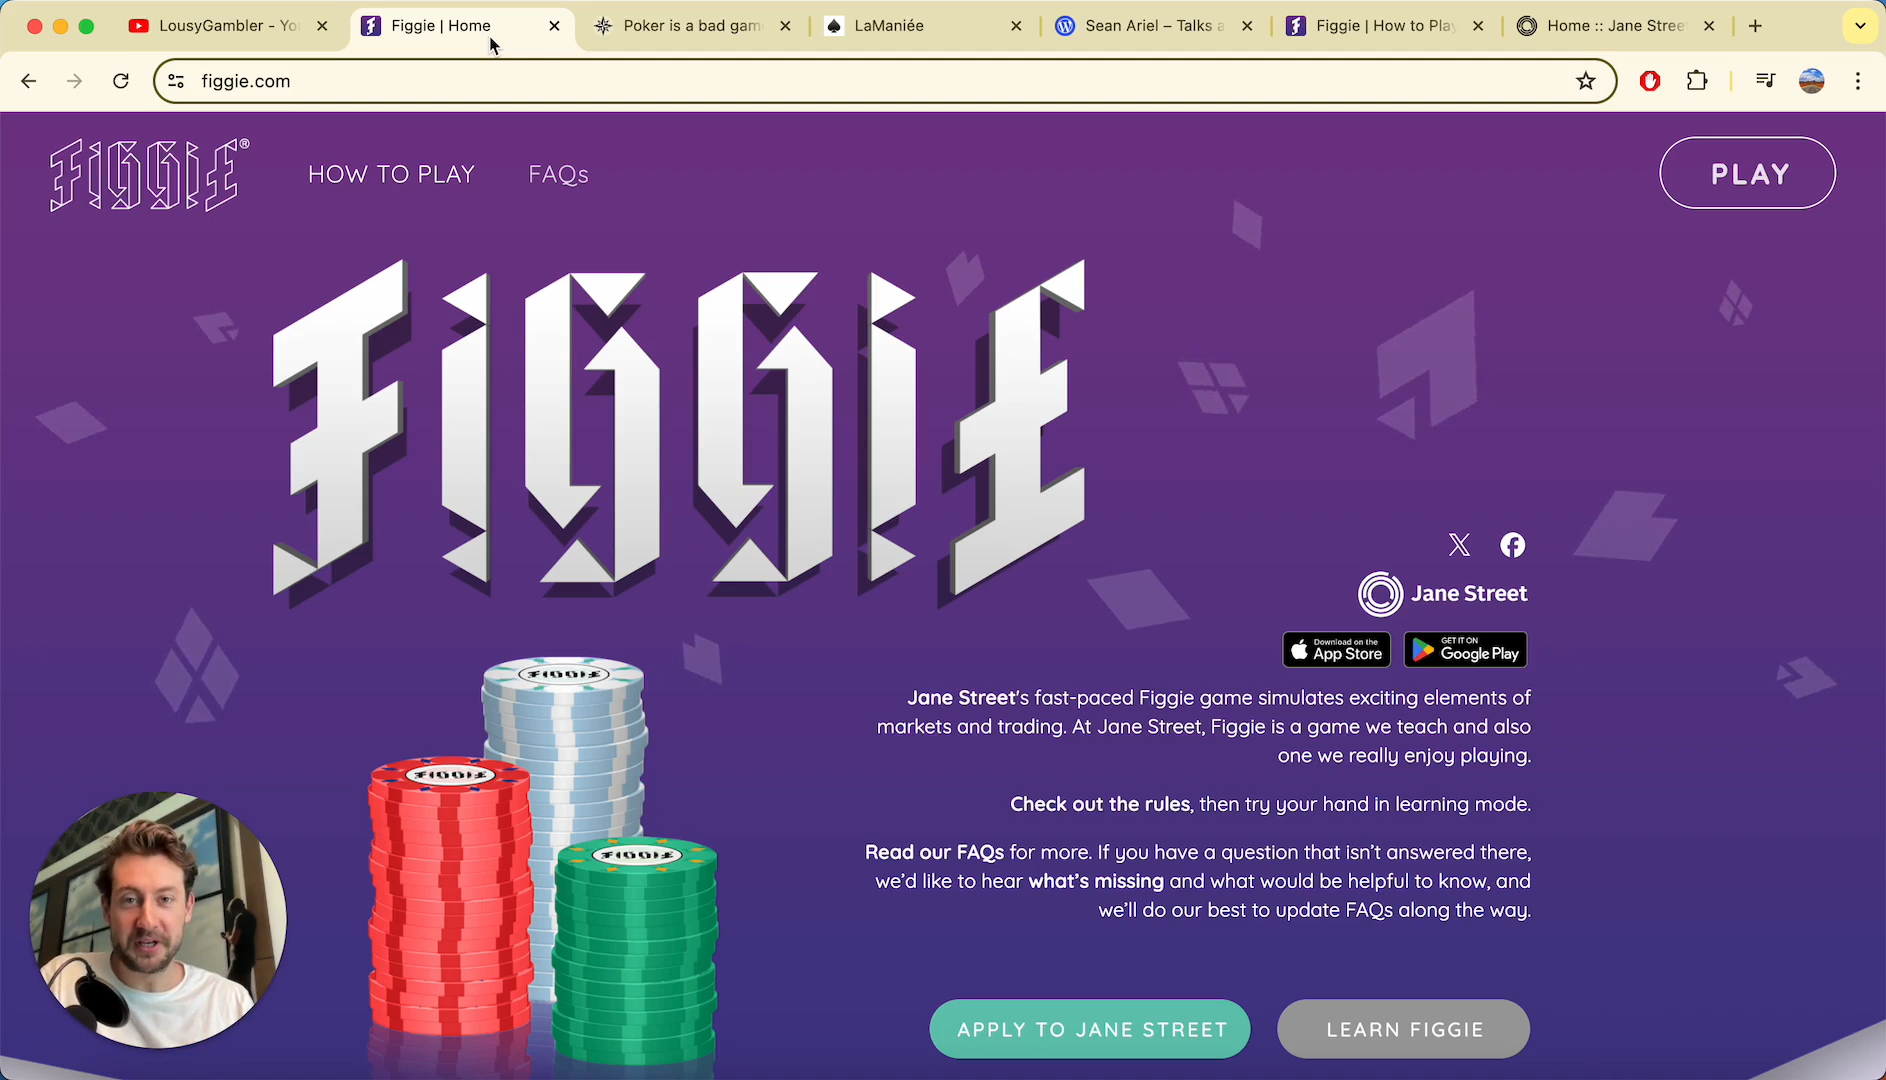 LousyGambler - Yo
Figgie | Home
Poker is a bad gam
LaManiée
Sean Ariel – Talks a
Figgie | How to Play
Home :: Jane Stree
figgie.com
FIGGIE®
HOW TO PLAY
FAQs
PLAY
FIGGIE
Jane Street
Download on the
App Store
GET IT ON
Google Play
Jane Street's fast-paced Figgie game simulates exciting elements of
markets and trading. At Jane Street, Figgie is a game we teach and also
one we really enjoy playing.
Check out the rules, then try your hand in learning mode.
Read our FAQs for more. If you have a question that isn't answered there,
we'd like to hear what's missing and what would be helpful to know, and
we'll do our best to update FAQs along the way.
FIGGIE
FIGGIE
FIGGIE
APPLY TO JANE STREET
LEARN FIGGIE